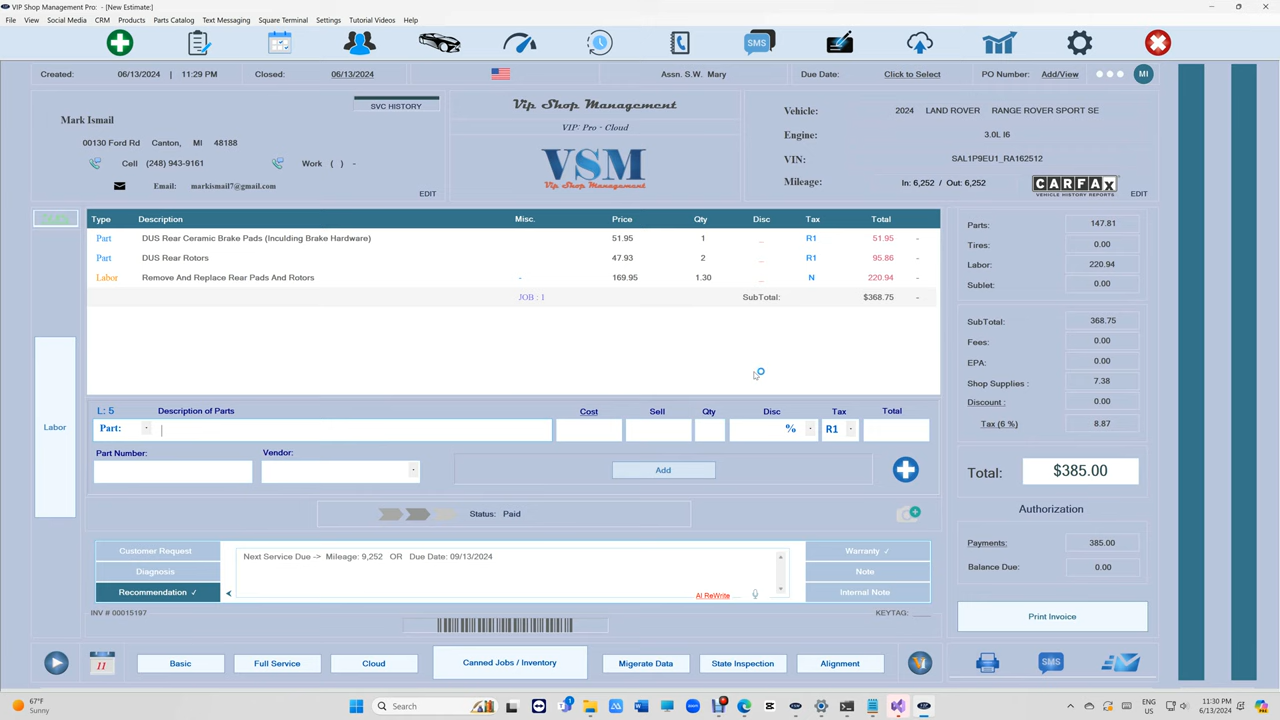 VIP Shop Management Pro: - [New Estimate:]
File View Social Media CRM Products Parts Catalog Text Messaging Square Terminal Settings Tutorial Videos Help
SMS
Created: 06/13/2024 | 11:29 PM Closed: 06/13/2024 Assn. S.W. Mary Due Date: Click to Select PO Number: Add/View MI
SVC HISTORY
Mark Ismail
00130 Ford Rd Canton, MI 48188
Cell (248) 943-9161 Work ( ) -
Email: markismail7@gmail.com
EDIT
Vip Shop Management
VIP: Pro - Cloud
VSM
Vip Shop Management
Vehicle: 2024 LAND ROVER RANGE ROVER SPORT SE
Engine: 3.0L I6
VIN: SAL1P9EU1_RA162512
Mileage: In: 6,252 / Out: 6,252
CARFAX
VEHICLE HISTORY REPORTS
EDIT
Type Description Misc. Price Qty Disc Tax Total
Part DUS Rear Ceramic Brake Pads (Inculding Brake Hardware) 51.95 1 _ R1 51.95 -
Part DUS Rear Rotors 47.93 2 _ R1 95.86 -
Labor Remove And Replace Rear Pads And Rotors - 169.95 1.30 _ N 220.94 -
JOB : 1 SubTotal: $368.75 -
Labor
L: 5 Description of Parts Cost Sell Qty Disc Tax Total
Part: % R1
Part Number: Vendor:
Add
Status: Paid
Customer Request
Diagnosis
Recommendation ✓
Next Service Due -> Mileage: 9,252 OR Due Date: 09/13/2024
AI ReWrite
Warranty ✓
Note
Internal Note
INV # 00015197 KEYTAG: ____
Parts: 147.81
Tires: 0.00
Labor: 220.94
Sublet: 0.00
SubTotal: 368.75
Fees: 0.00
EPA: 0.00
Shop Supplies : 7.38
Discount : 0.00
Tax (6 %) 8.87
Total: $385.00
Authorization
Payments: 385.00
Balance Due: 0.00
Print Invoice
11 Basic Full Service Cloud Canned Jobs / Inventory Migerate Data State Inspection Alignment SMS
67°F
Sunny
Search
ENG
US
11:30 PM
6/13/2024